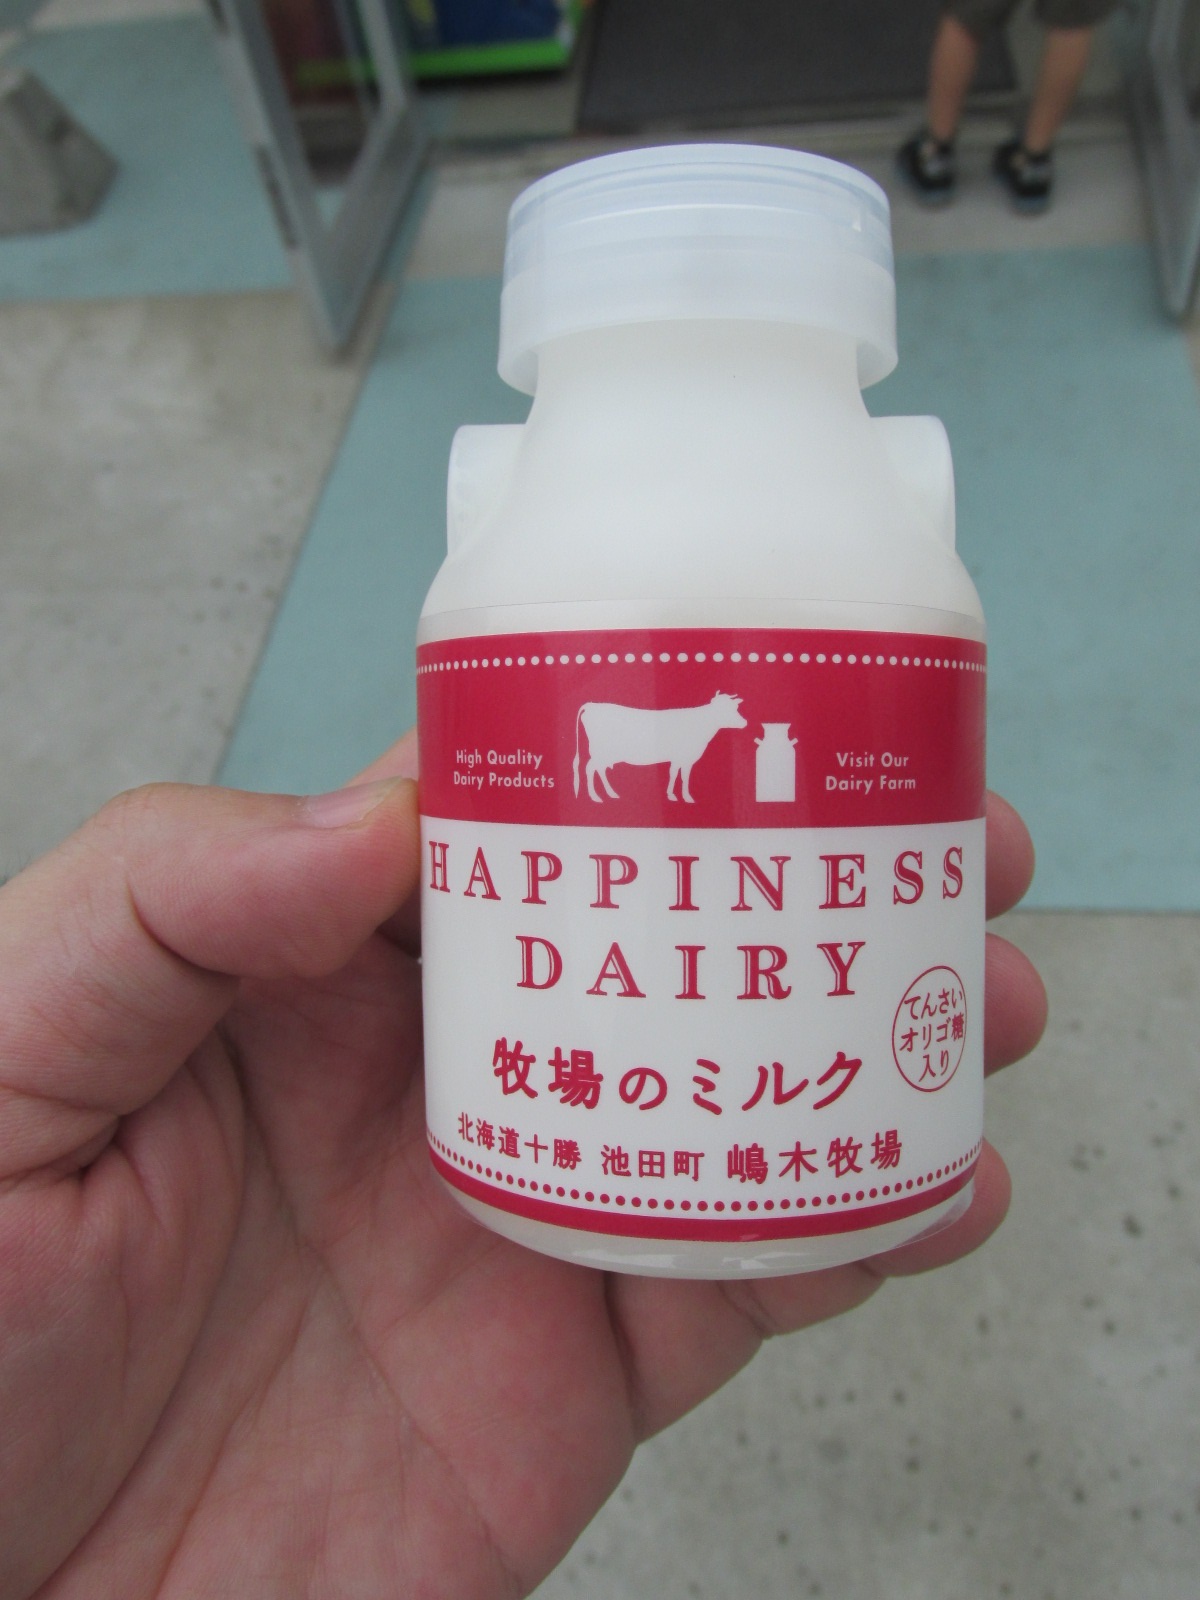 High Quality
Dairy Products
Visit Our
Dairy Farm
HAPPINESS
DAIRY
てんさい
オリゴ糖
入り
牧場のミルク
北海道十勝 池田町 嶋木牧場